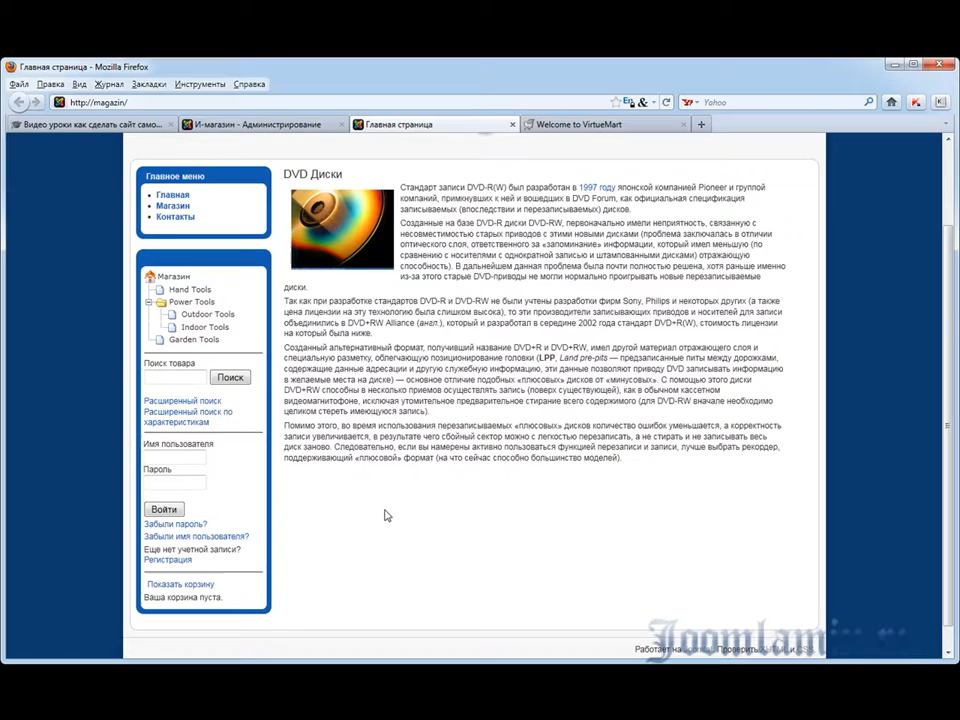 Главная страница - Mozilla Firefox
Файл Правка Вид Журнал Закладки Инструменты Справка
http://magazin/
Yahoo
Видео уроки как сделать сайт само...
И-магазин - Администрирование
Главная страница
Welcome to VirtueMart
Главное меню
Главная
Магазин
Контакты
Магазин
Hand Tools
Power Tools
Outdoor Tools
Indoor Tools
Garden Tools
Поиск товара
Поиск
Расширенный поиск
Расширенный поиск по
характеристикам
Имя пользователя
Пароль
Войти
Забыли пароль?
Забыли имя пользователя?
Еще нет учетной записи?
Регистрация
Показать корзину
Ваша корзина пуста.
DVD Диски
Стандарт записи DVD-R(W) был разработан в 1997 году японской компанией Pioneer и группой
компаний, примкнувших к ней и вошедших в DVD Forum, как официальная спецификация
записываемых (впоследствии и перезаписываемых) дисков.
Созданные на базе DVD-R диски DVD-RW, первоначально имели неприятность, связанную с
несовместимостью старых приводов с этими новыми дисками (проблема заключалась в отличии
оптического слоя, ответственного за «запоминание» информации, который имел меньшую (по
сравнению с носителями с однократной записью и штампованными дисками) отражающую
способность). В дальнейшем данная проблема была почти полностью решена, хотя раньше именно
из-за этого старые DVD-приводы не могли нормально проигрывать новые перезаписываемые
диски.
Так как при разработке стандартов DVD-R и DVD-RW не были учтены разработки фирм Sony, Philips и некоторых других (а также
цена лицензии на эту технологию была слишком высока), то эти производители записывающих приводов и носителей для записи
объединились в DVD+RW Alliance (англ.), который и разработал в середине 2002 года стандарт DVD+R(W), стоимость лицензии
на который была ниже.
Созданный альтернативный формат, получивший название DVD+R и DVD+RW, имел другой материал отражающего слоя и
специальную разметку, облегчающую позиционирование головки (LPP, Land pre-pits — предзаписанные питы между дорожками,
содержащие данные адресации и другую служебную информацию, эти данные позволяют приводу DVD записывать информацию
в желаемые места на диске) — основное отличие подобных «плюсовых» дисков от «минусовых». С помощью этого диски
DVD+RW способны в несколько приемов осуществлять запись (поверх существующей), как в обычном кассетном
видеомагнитофоне, исключая утомительное предварительное стирание всего содержимого (для DVD-RW вначале необходимо
целиком стереть имеющуюся запись).
Помимо этого, во время использования перезаписываемых «плюсовых» дисков количество ошибок уменьшается, а корректность
записи увеличивается, в результате чего сбойный сектор можно с легкостью перезаписать, а не стирать и не записывать весь
диск заново. Следовательно, если вы намерены активно пользоваться функцией перезаписи и записи, лучше выбрать рекордер,
поддерживающий «плюсовой» формат (на что сейчас способно большинство моделей).
Работает на Joomla!. Проверить XHTML и CSS.